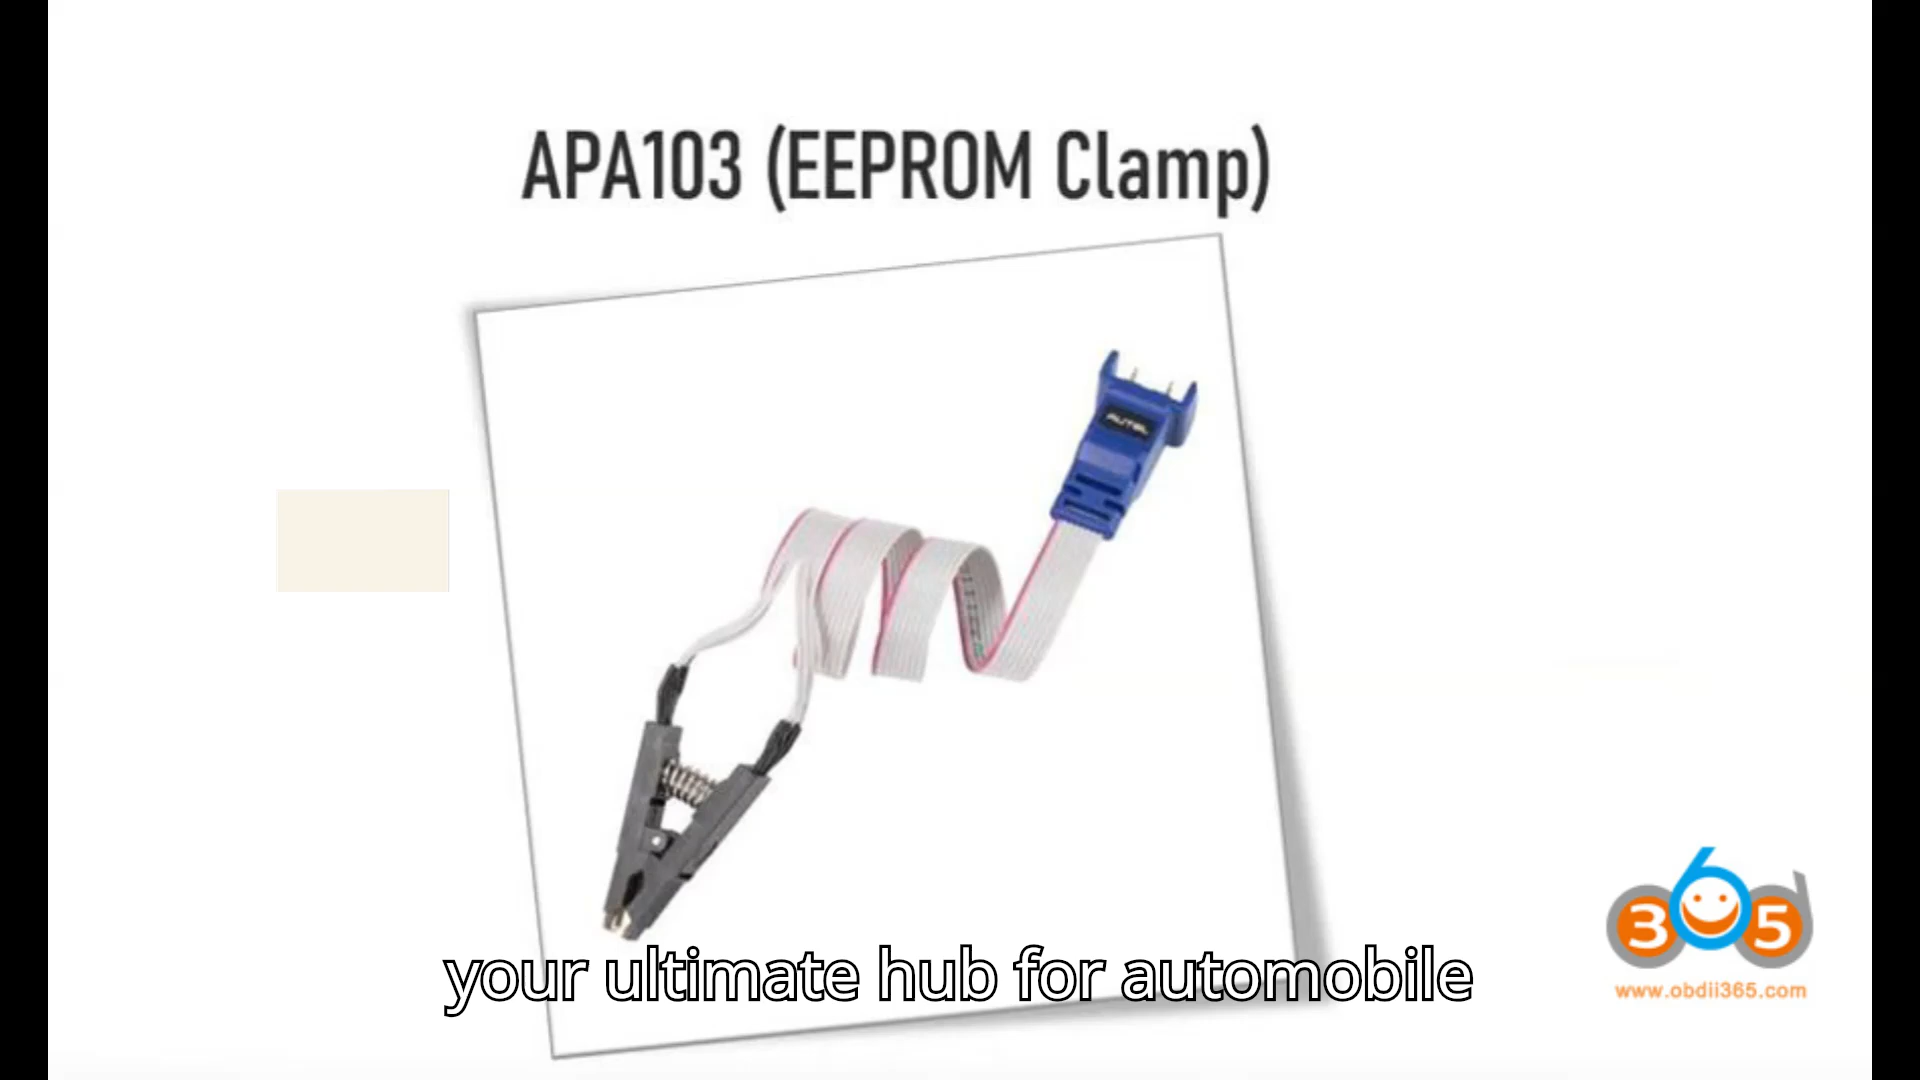 APA103 (EEPROM Clamp)
AUTEL
your ultimate hub for automobile
365
www.obdii365.com